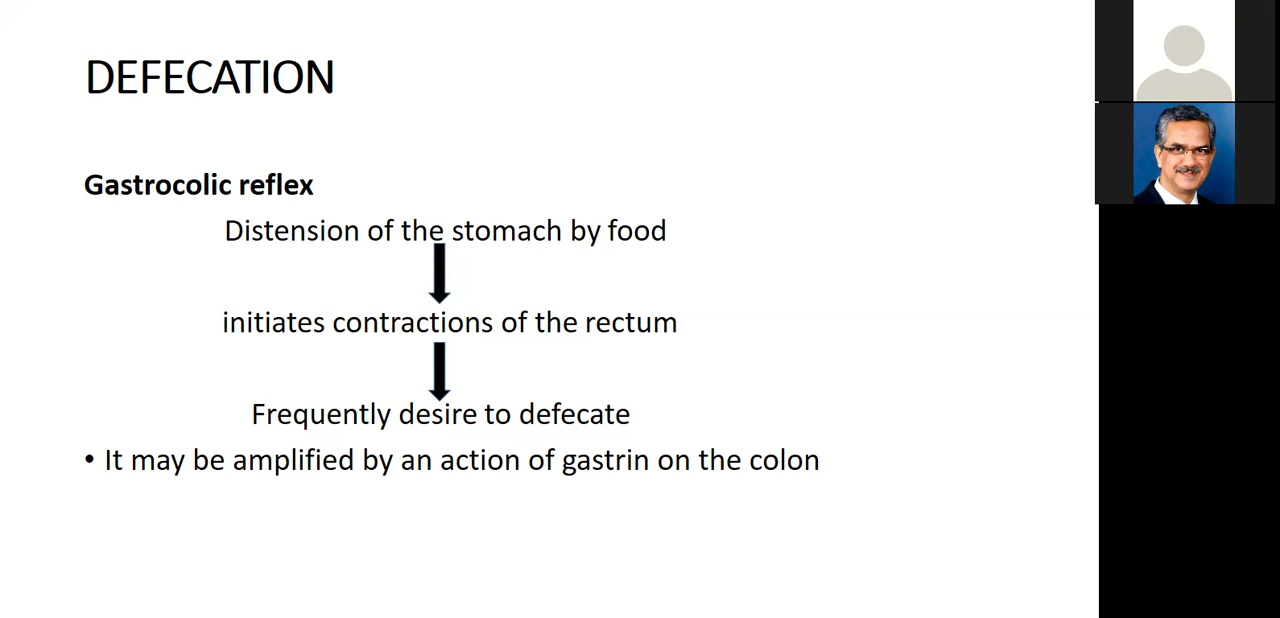 DEFECATION
Gastrocolic reflex
Distension of the stomach by food
initiates contractions of the rectum
Frequently desire to defecate
• It may be amplified by an action of gastrin on the colon